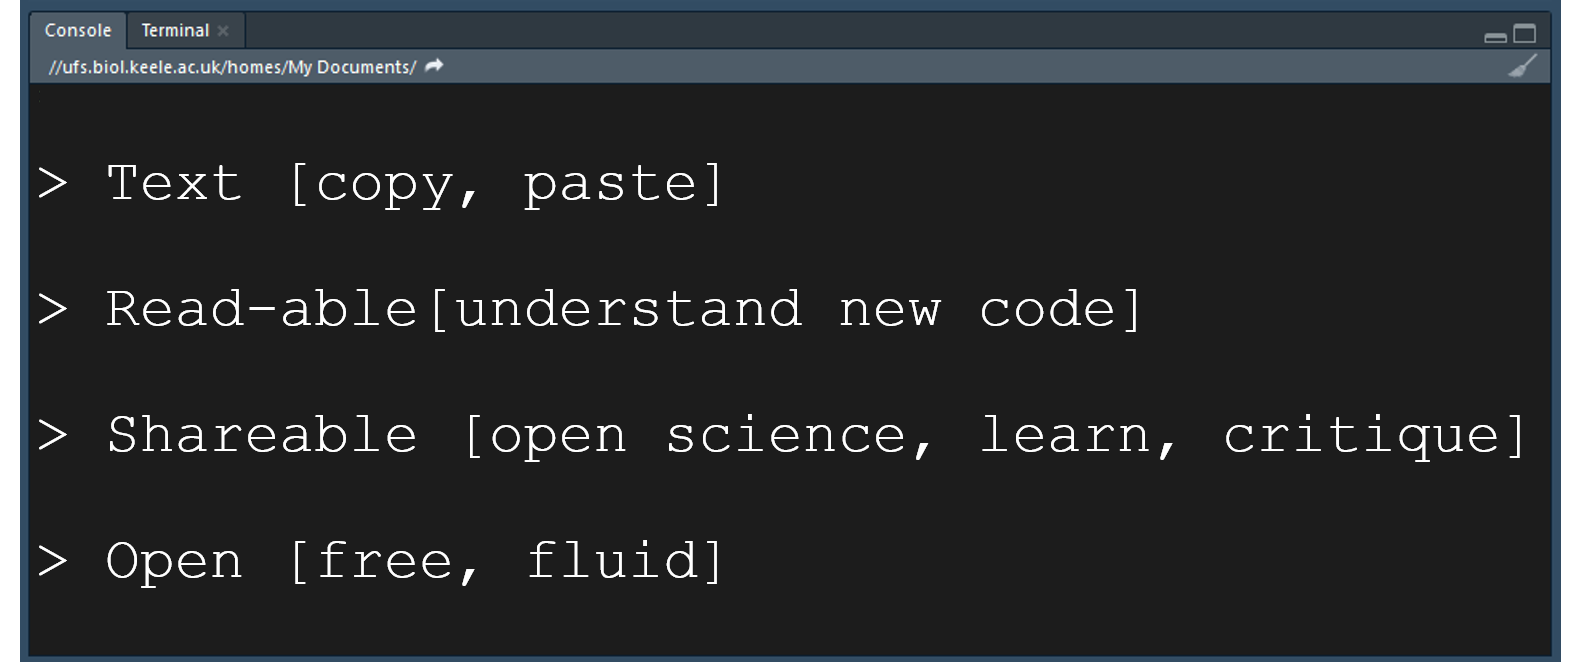 Console Terminal ×
//ufs.biol.keele.ac.uk/homes/My Documents/
> Text [copy, paste]
> Read-able[understand new code]
> Shareable [open science, learn, critique]
> Open [free, fluid]